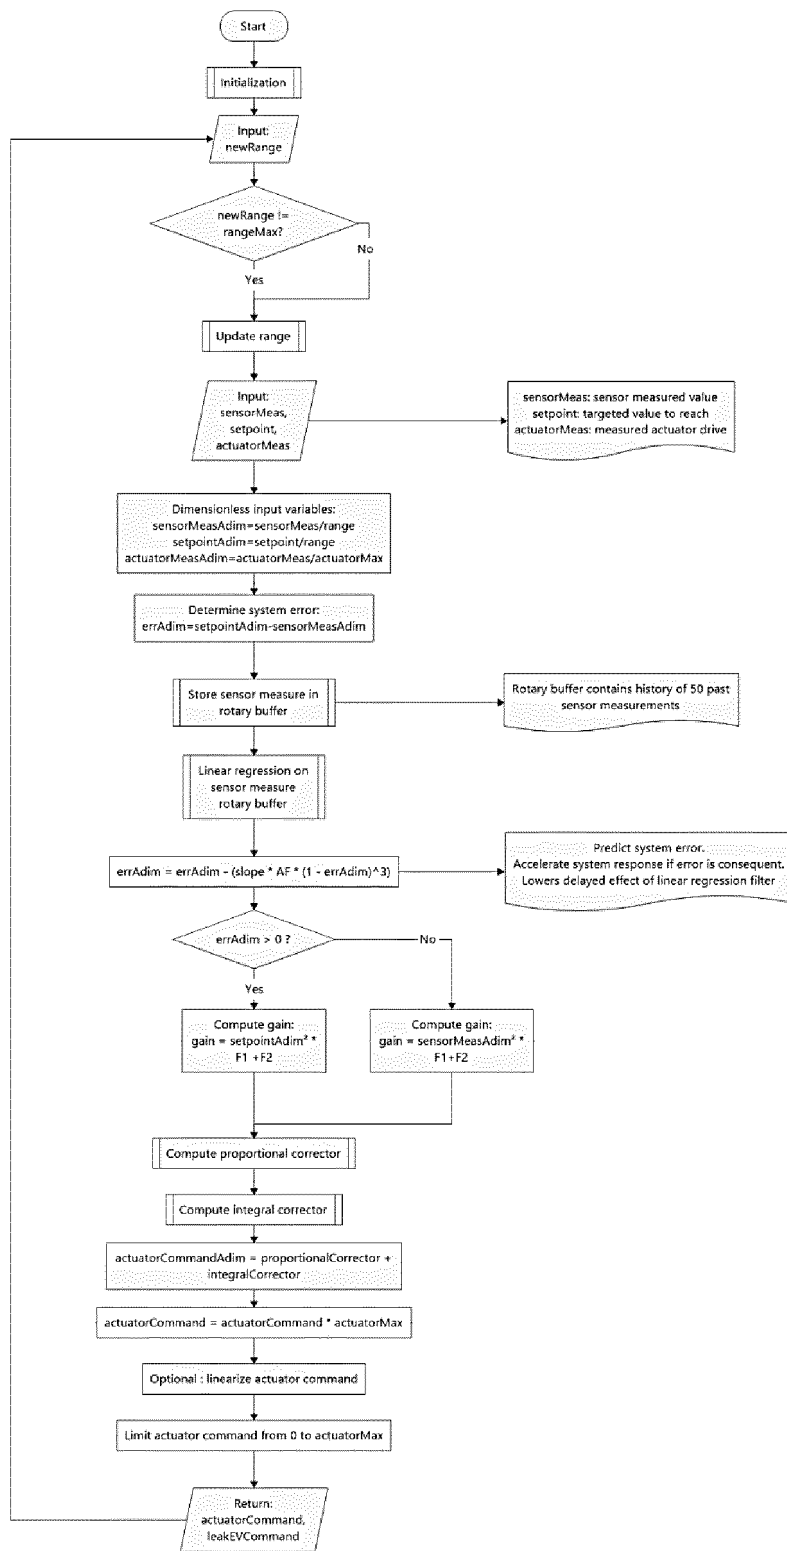 Start
Initialization
Input:
newRange
newRange !=
rangeMax?
No
Yes
Update range
Input:
sensorMeas,
setpoint,
actuatorMeas
sensorMeas: sensor measured value
setpoint: targeted value to reach
actuatorMeas: measured actuator drive
Dimensionless input variables:
sensorMeasAdim=sensorMeas/range
setpointAdim=setpoint/range
actuatorMeasAdim=actuatorMeas/actuatorMax
Determine system error:
errAdim=setpointAdim-sensorMeasAdim
Store sensor measure in
rotary buffer
Rotary buffer contains history of 50 past
sensor measurements
Linear regression on
sensor measure
rotary buffer
errAdim = errAdim - (slope * AF * (1 - errAdim)^3)
Predict system error.
Accelerate system response if error is consequent.
Lowers delayed effect of linear regression filter
errAdim > 0 ?
No
Yes
Compute gain:
gain = setpointAdim² *
F1 +F2
Compute gain:
gain = sensorMeasAdim² *
F1+F2
Compute proportional corrector
Compute integral corrector
actuatorCommandAdim = proportionalCorrector +
integralCorrector
actuatorCommand = actuatorCommand * actuatorMax
Optional : linearize actuator command
Limit actuator command from 0 to actuatorMax
Return:
actuatorCommand,
leakEVCommand